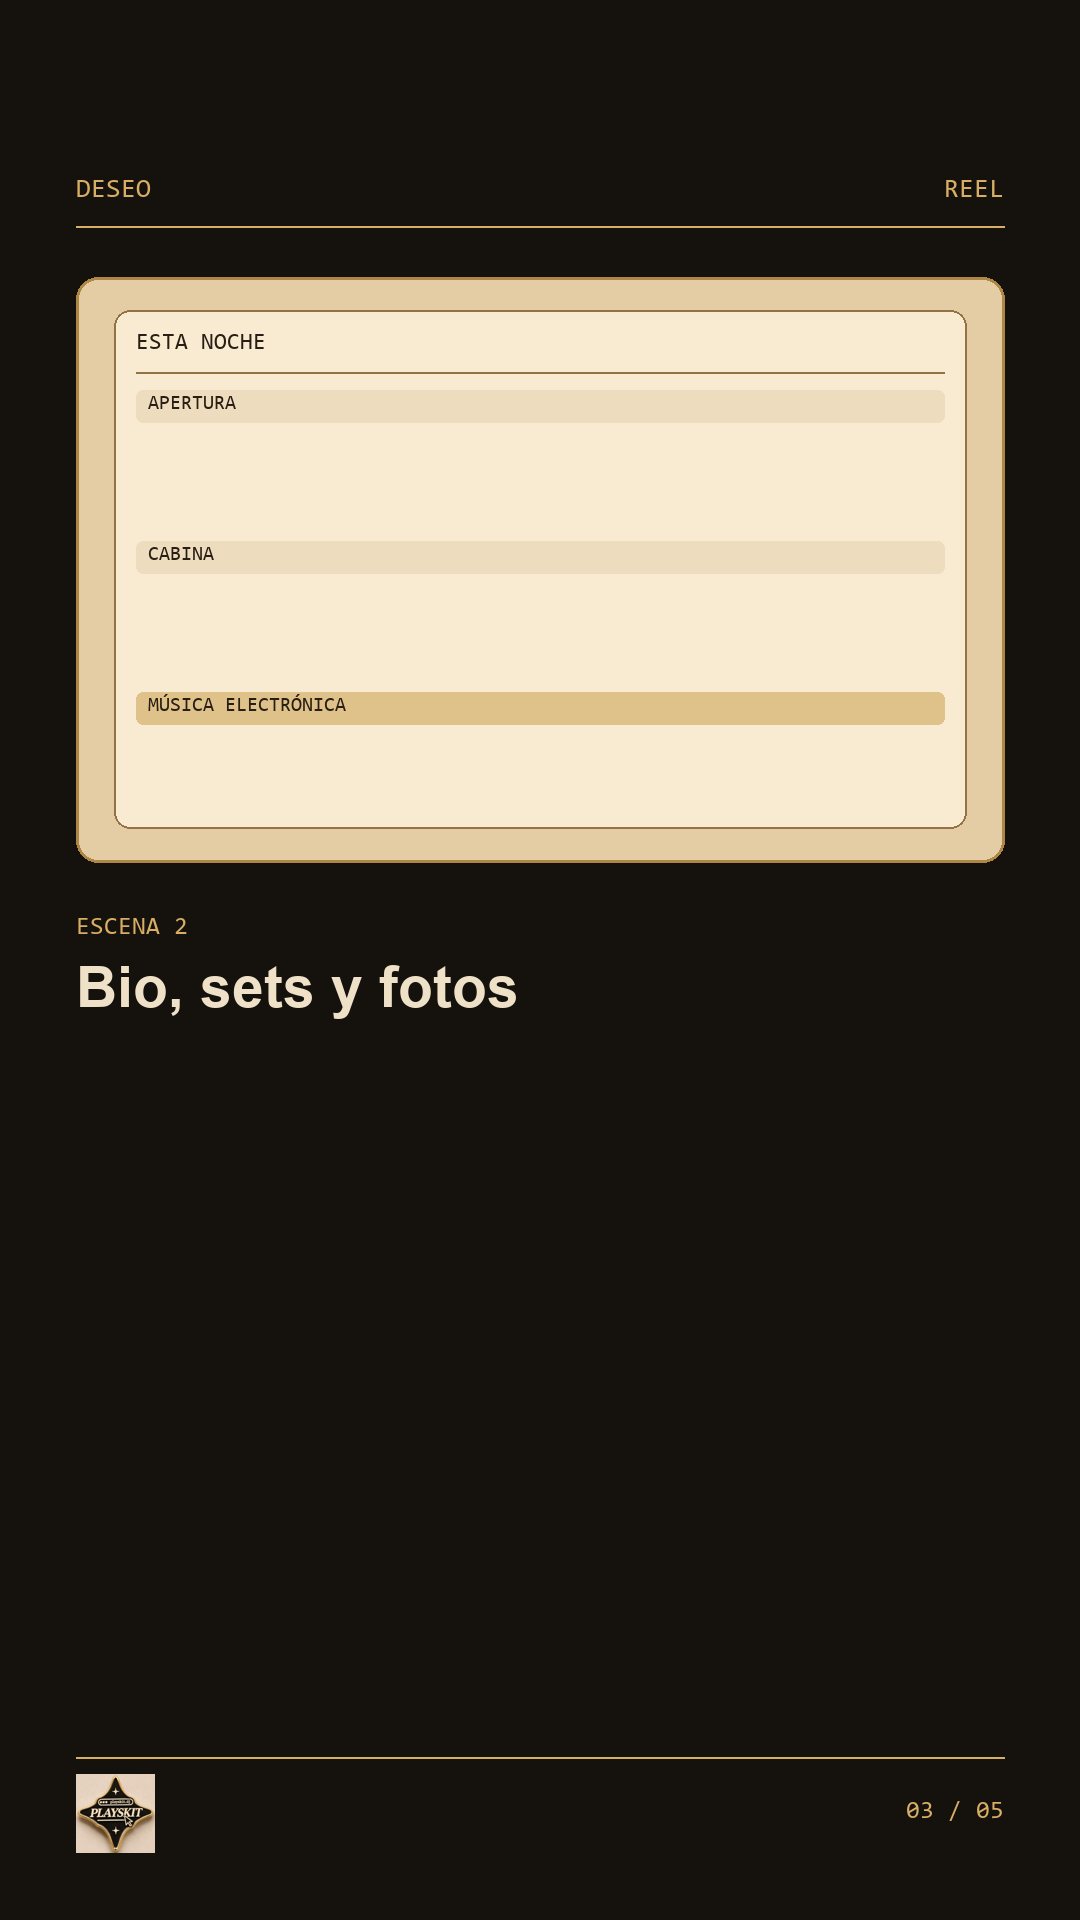 DESEO
REEL
ESTA NOCHE
APERTURA
CABINA
MÚSICA ELECTRÓNICA
ESCENA 2
Bio, sets y fotos
PLAYSKIT
03 / 05